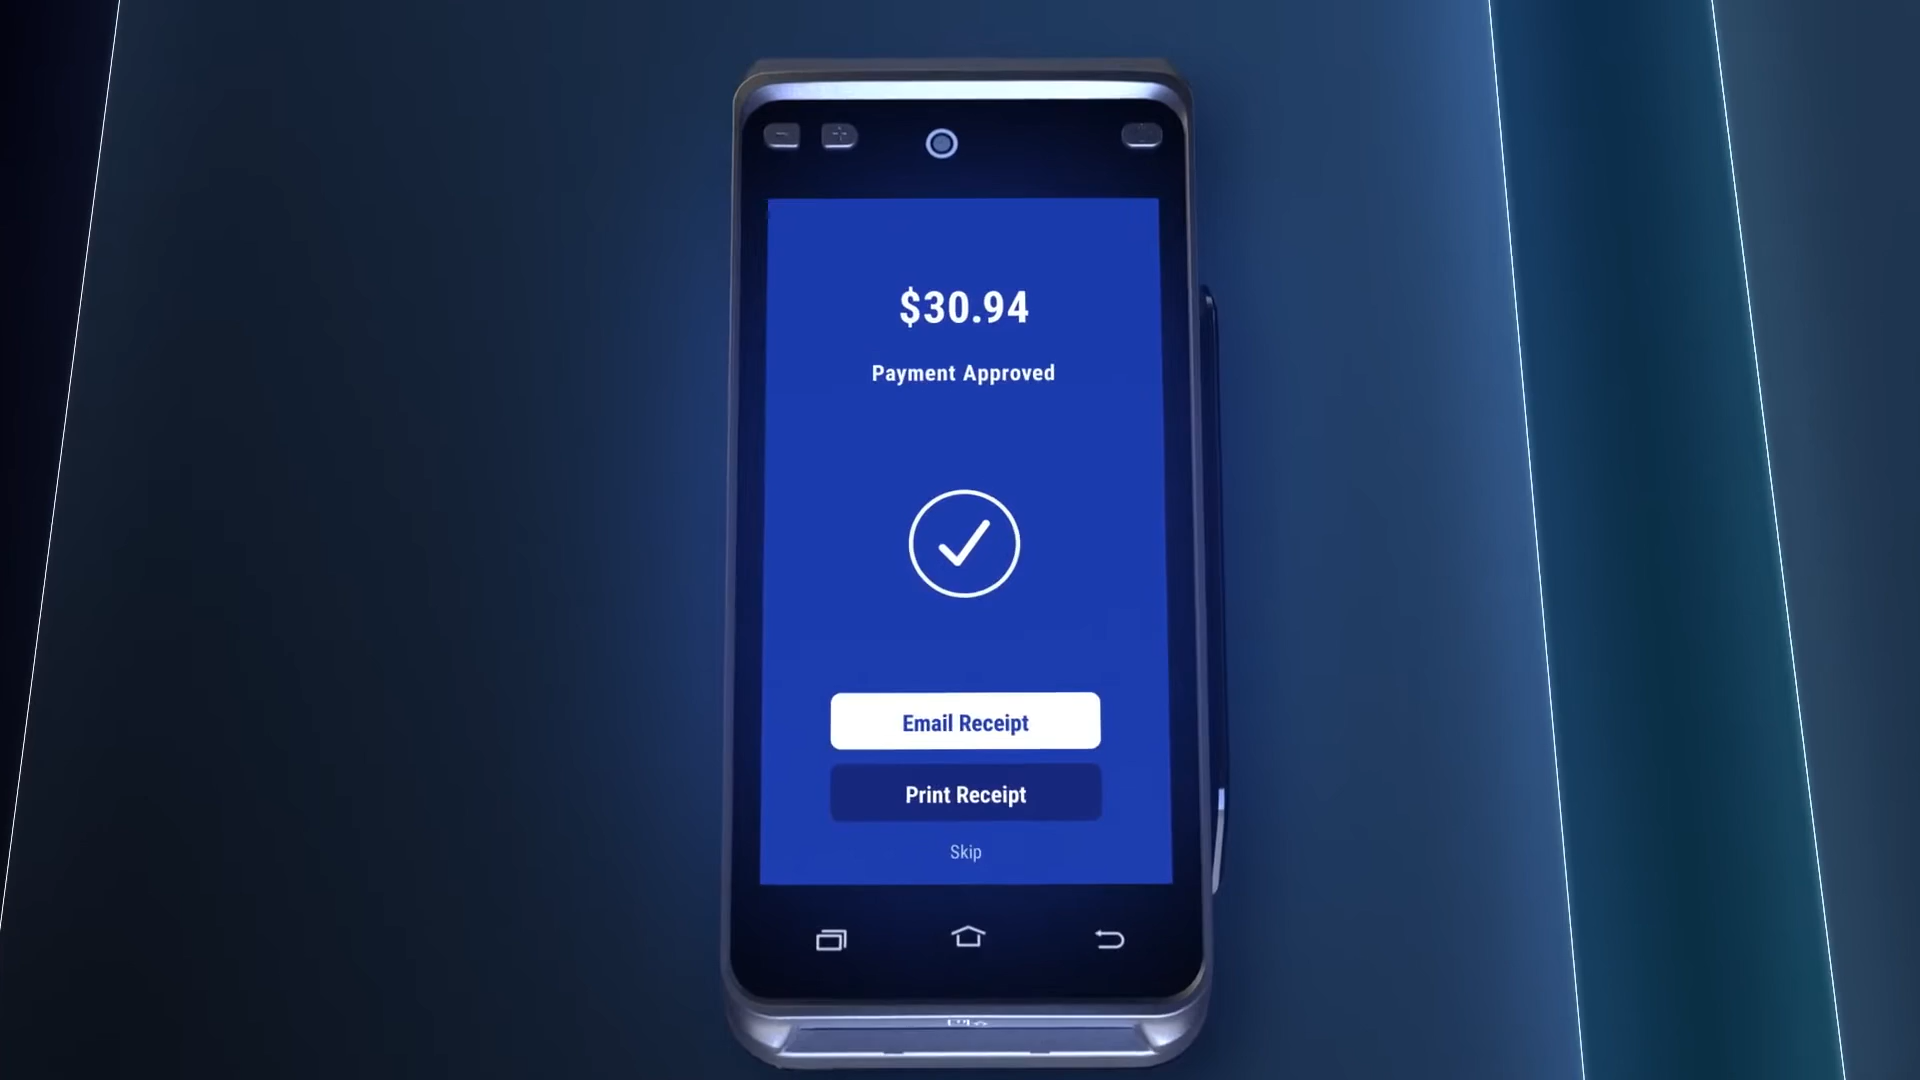 $30.94
Payment Approved
Email Receipt
Print Receipt
Skip